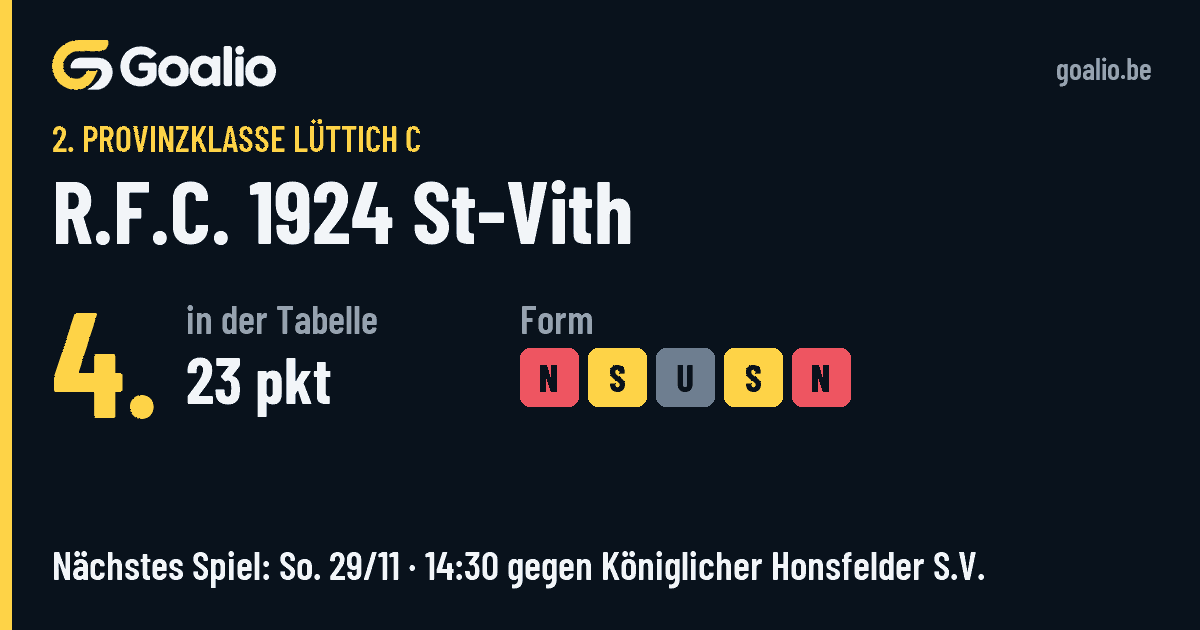 Goalio
goalio.be
2. PROVINZKLASSE LÜTTICH C
R.F.C. 1924 St-Vith
4.
in der Tabelle
23 pkt
Form
N S U S N
Nächstes Spiel: So. 29/11 · 14:30 gegen Königlicher Honsfelder S.V.